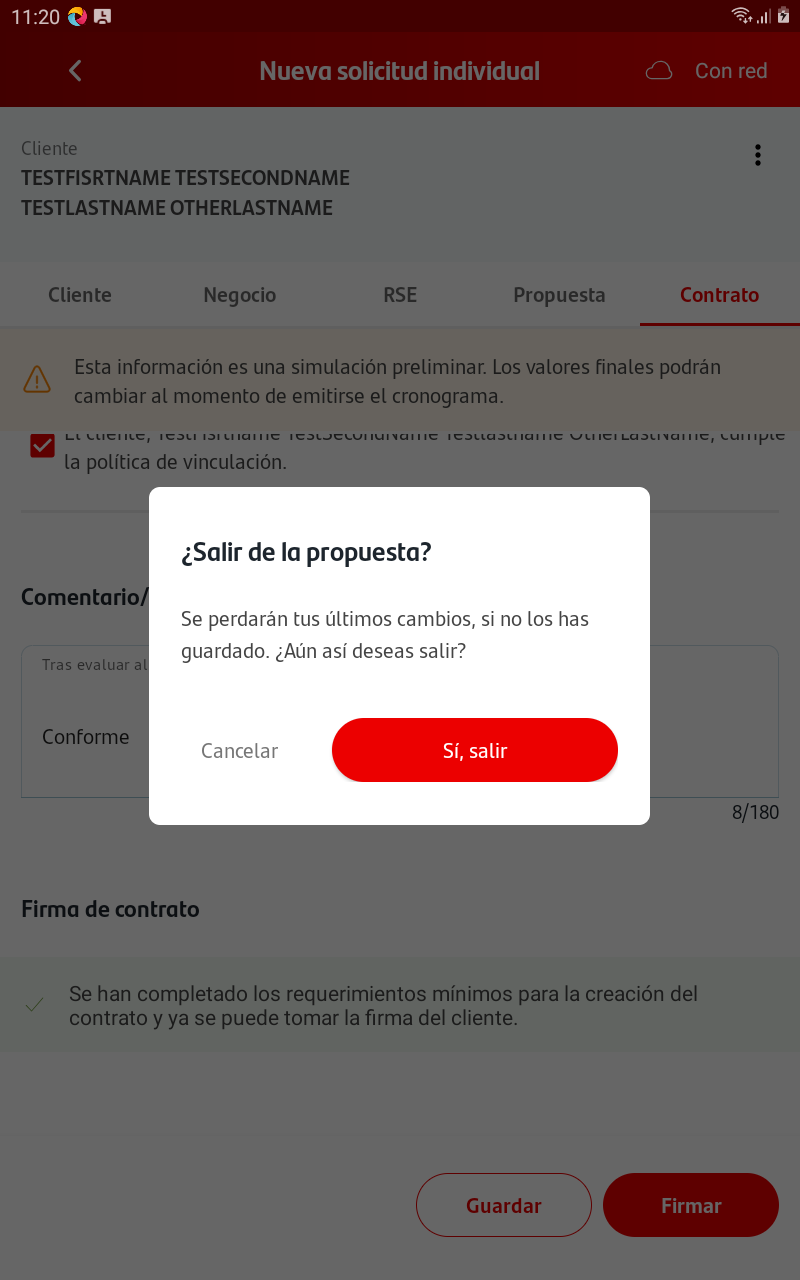 11:20
Nueva solicitud individual
Con red
Cliente
TESTFISRTNAME TESTSECONDNAME
TESTLASTNAME OTHERLASTNAME
Cliente
Negocio
RSE
Propuesta
Contrato
Esta información es una simulación preliminar. Los valores finales podrán
cambiar al momento de emitirse el cronograma.
El cliente, TestFisrtname TestSecondName Testlastname OtherLastName, cumple
la política de vinculación.
¿Salir de la propuesta?
Se perderán tus últimos cambios, si no los has
guardado. ¿Aún así deseas salir?
Cancelar
Sí, salir
Comentario/
Tras evaluar al
Conforme
8/180
Firma de contrato
Se han completado los requerimientos mínimos para la creación del
contrato y ya se puede tomar la firma del cliente.
Guardar
Firmar